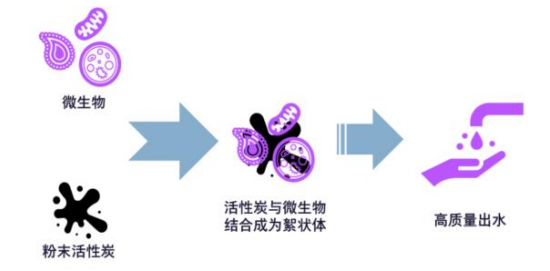 微生物
粉末活性炭
活性炭与微生物
结合成为絮状体
高质量出水